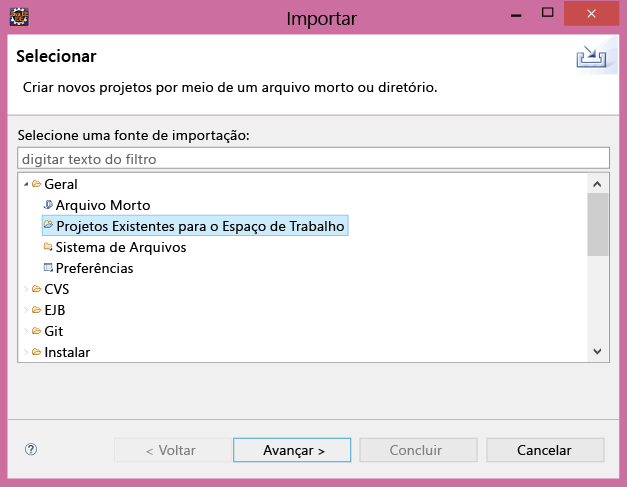 Importar
Selecionar
Criar novos projetos por meio de um arquivo morto ou diretório.
Selecione uma fonte de importação:
digitar texto do filtro
Geral
Arquivo Morto
Projetos Existentes para o Espaço de Trabalho
Sistema de Arquivos
Preferências
CVS
EJB
Git
Instalar
< Voltar
Avançar >
Concluir
Cancelar